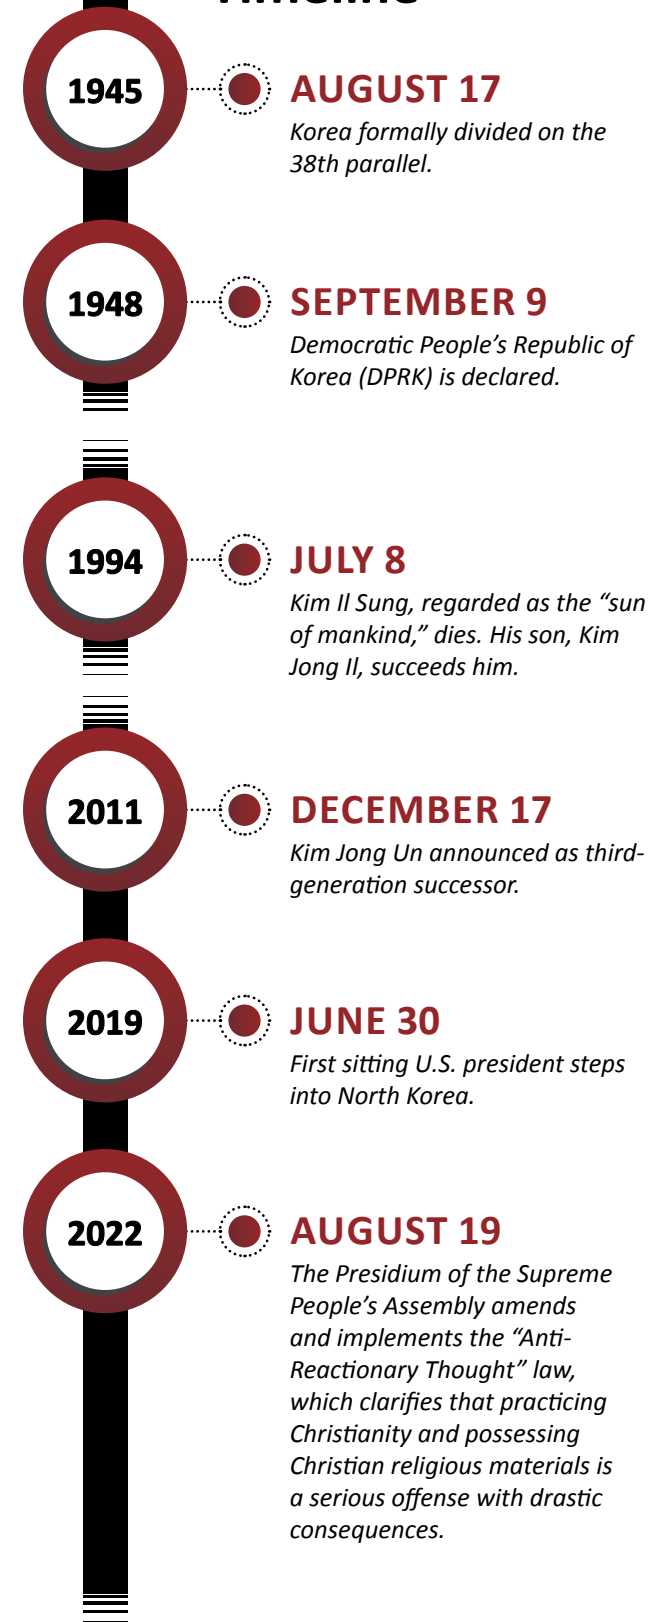 Timeline
1945
AUGUST 17
Korea formally divided on the
38th parallel.
1948
SEPTEMBER 9
Democratic People’s Republic of
Korea (DPRK) is declared.
1994
JULY 8
Kim Il Sung, regarded as the “sun
of mankind,” dies. His son, Kim
Jong Il, succeeds him.
2011
DECEMBER 17
Kim Jong Un announced as third-
generation successor.
2019
JUNE 30
First sitting U.S. president steps
into North Korea.
2022
AUGUST 19
The Presidium of the Supreme
People’s Assembly amends
and implements the “Anti-
Reactionary Thought” law,
which clarifies that practicing
Christianity and possessing
Christian religious materials is
a serious offense with drastic
consequences.